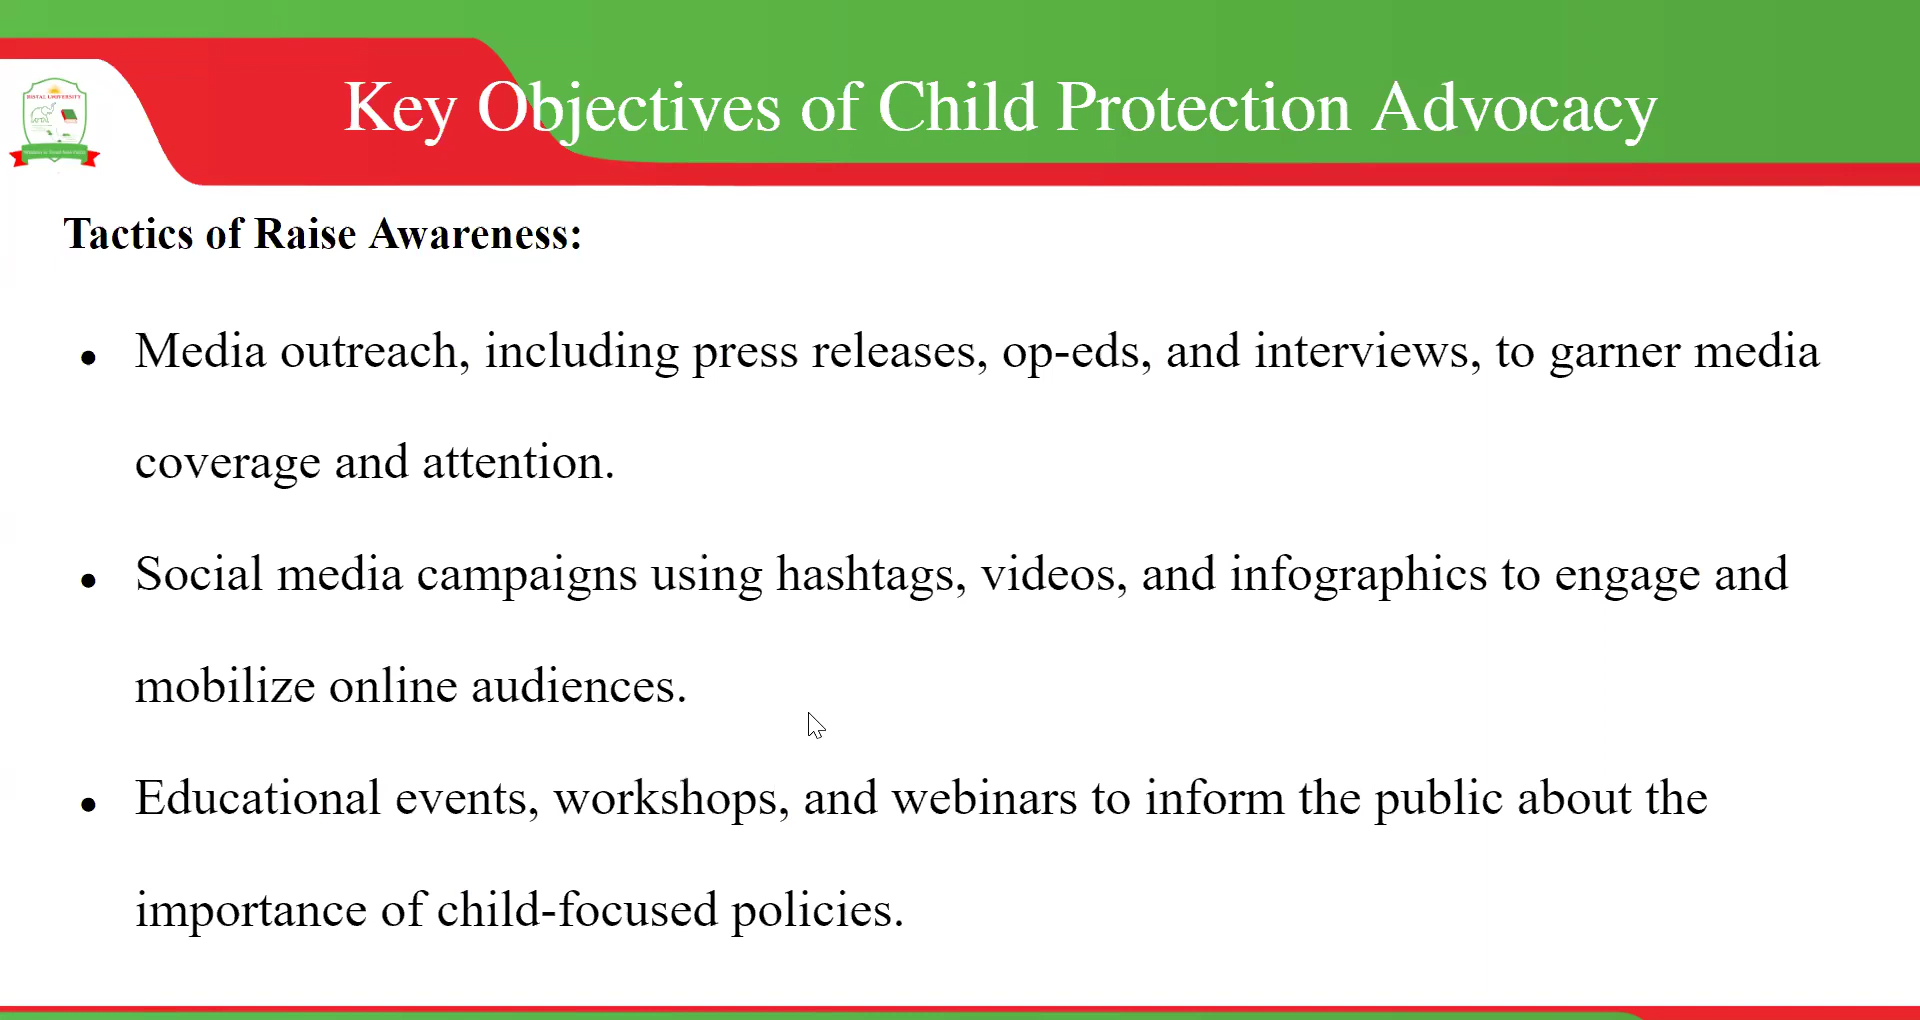 Key Objectives of Child Protection Advocacy
Tactics of Raise Awareness:
• Media outreach, including press releases, op-eds, and interviews, to garner media
coverage and attention.
• Social media campaigns using hashtags, videos, and infographics to engage and
mobilize online audiences.
• Educational events, workshops, and webinars to inform the public about the
importance of child-focused policies.